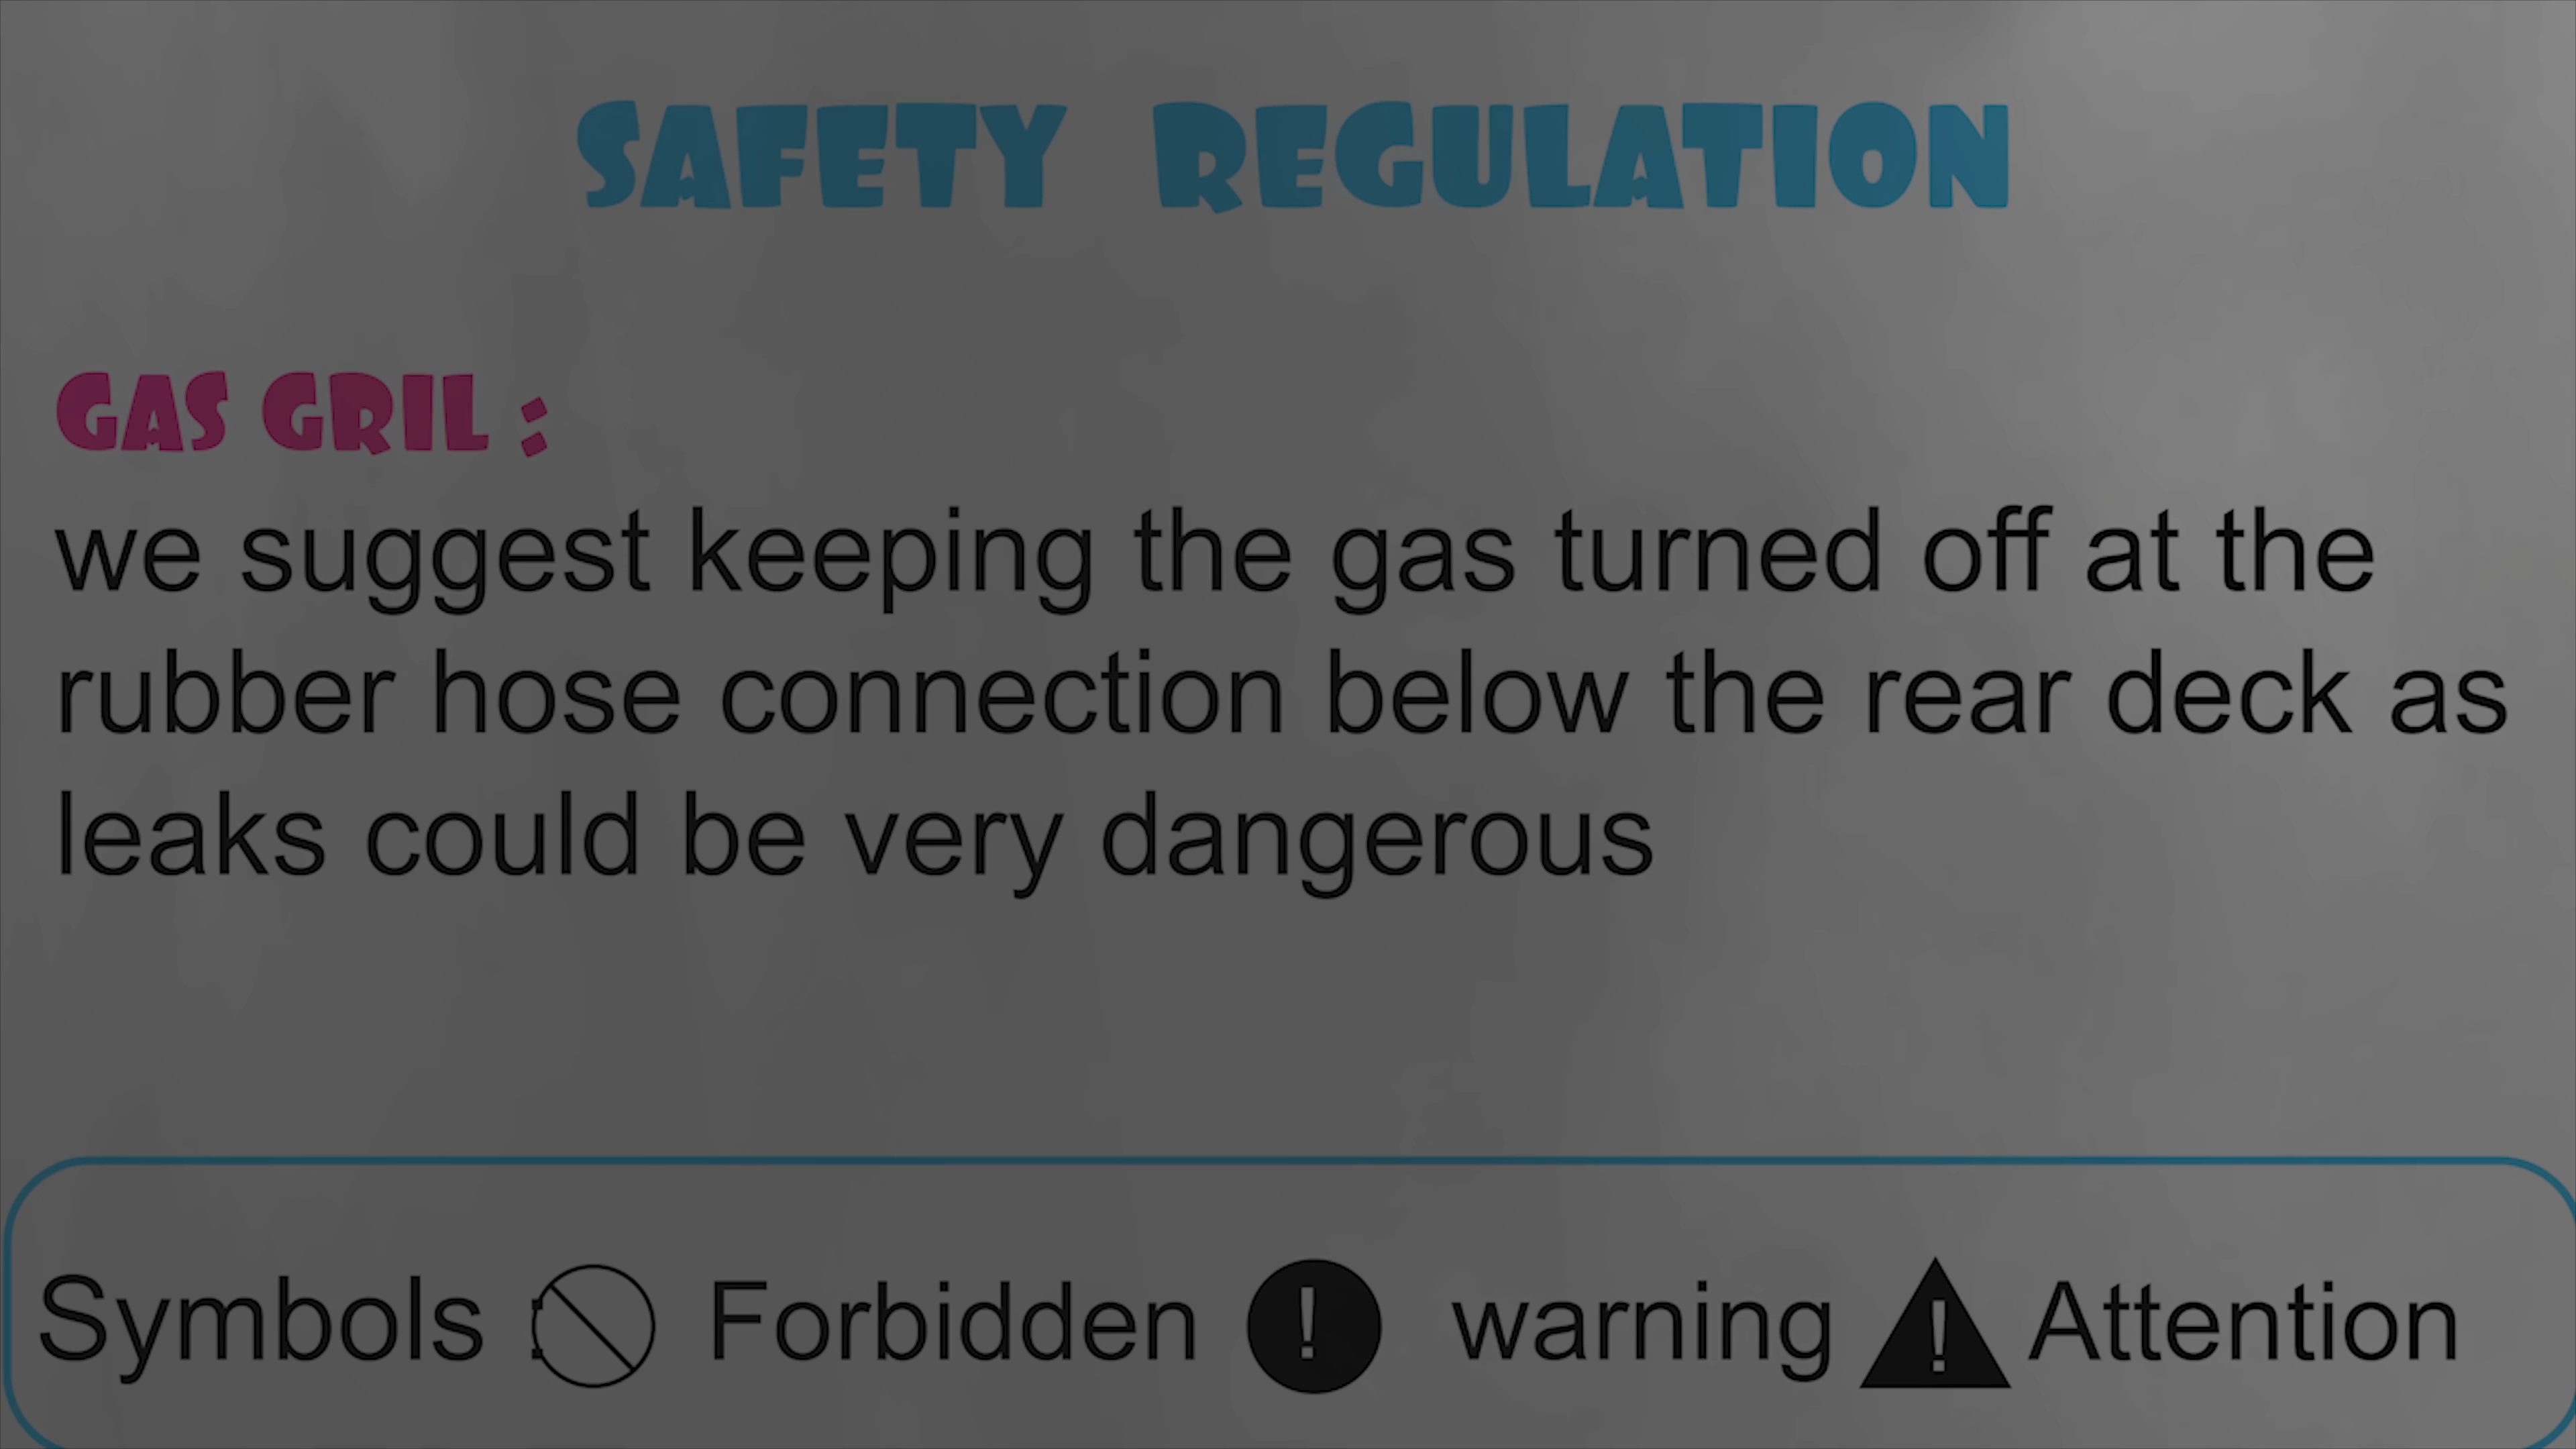 SAFETY REGULATION
GAS GRIL :
we suggest keeping the gas turned off at the
rubber hose connection below the rear deck as
leaks could be very dangerous
Symbols Forbidden ! warning ! Attention